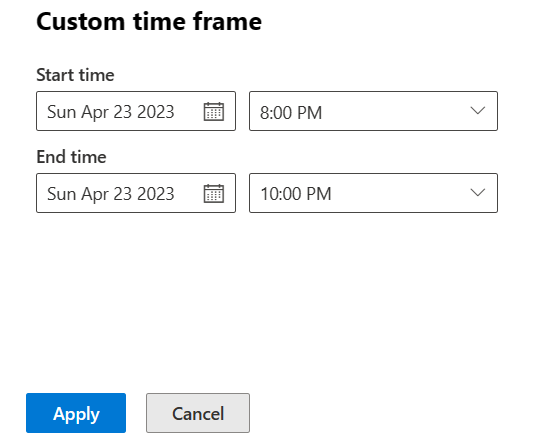 Custom time frame
Start time
Sun Apr 23 2023 8:00 PM
End time
Sun Apr 23 2023 10:00 PM
Apply Cancel